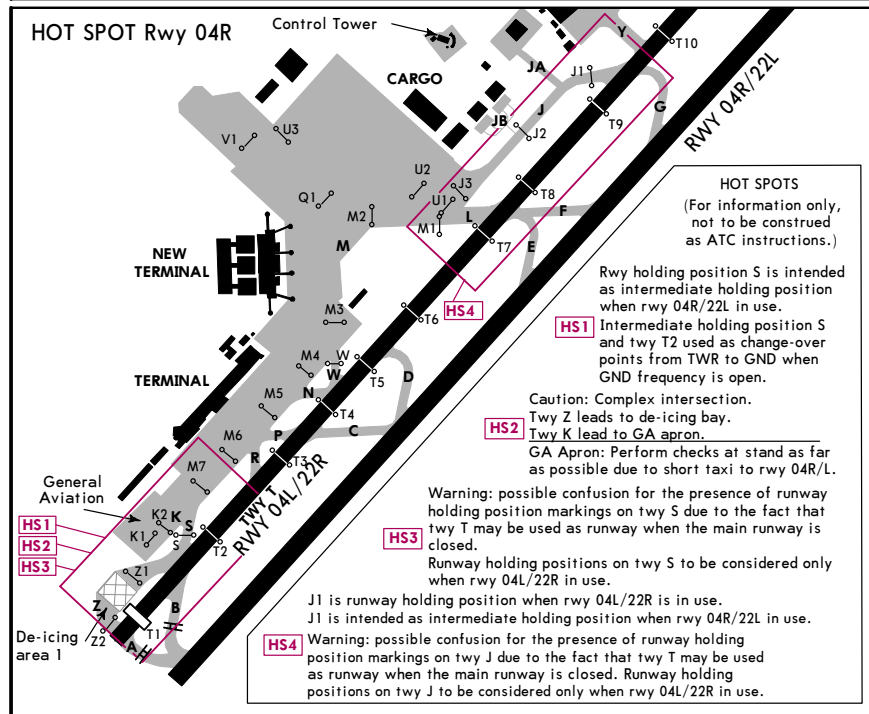 HOT SPOT Rwy 04R
Control Tower
Y
T10
JA
J1
CARGO
J
G
RWY 04R/22L
T9
JB
J2
V1
U3
U2
J3
T8
Q1
U1
M2
M1
L
F
M
T7
E
NEW
TERMINAL
HS4
T6
M3
TERMINAL
M4
W
W
T5
D
M5
N
T4
P
C
M6
R
T3
M7
TWY T
RWY 04L/22R
General
Aviation
K2
K
S
K1
S
T2
HS1
HS2
HS3
Z1
Z
B
T1
De-icing
area 1
Z2
A
HOT SPOTS
(For information only,
not to be construed
as ATC instructions.)
Rwy holding position S is intended
as intermediate holding position
when rwy 04R/22L in use.
HS1 Intermediate holding position S
and twy T2 used as change-over
points from TWR to GND when
GND frequency is open.
Caution: Complex intersection.
Twy Z leads to de-icing bay.
HS2 Twy K lead to GA apron.
GA Apron: Perform checks at stand as far
as possible due to short taxi to rwy 04R/L.
Warning: possible confusion for the presence of runway
holding position markings on twy S due to the fact that
twy T may be used as runway when the main runway is
HS3 closed.
Runway holding positions on twy S to be considered only
when rwy 04L/22R in use.
J1 is runway holding position when rwy 04L/22R is in use.
J1 is intended as intermediate holding position when rwy 04R/22L in use.
HS4 Warning: possible confusion for the presence of runway holding
position markings on twy J due to the fact that twy T may be used
as runway when the main runway is closed. Runway holding
positions on twy J to be considered only when rwy 04L/22R in use.